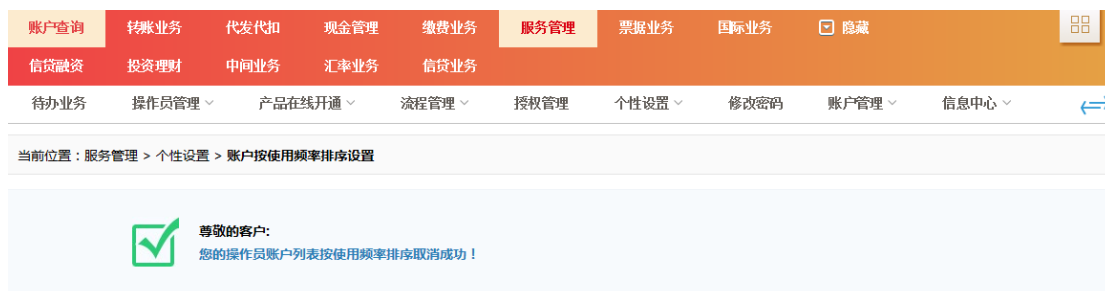 账户查询 转账业务 代发代扣 现金管理 缴费业务 服务管理 票据业务 国际业务 隐藏
信贷融资 投资理财 中间业务 汇率业务 信贷业务
待办业务 操作员管理 产品在线开通 流程管理 授权管理 个性设置 修改密码 账户管理 信息中心
当前位置：服务管理 > 个性设置 > 账户按使用频率排序设置
尊敬的客户:
您的操作员账户列表按使用频率排序取消成功！